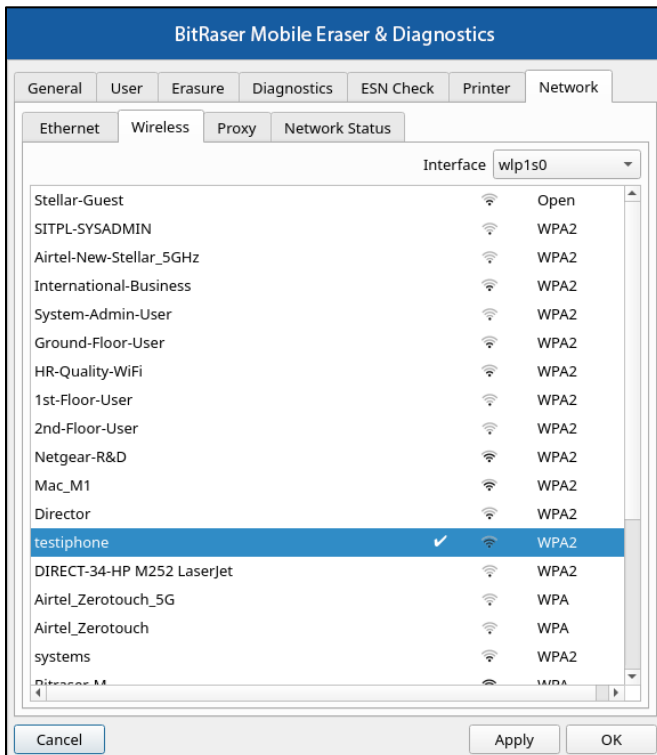 BitRaser Mobile Eraser & Diagnostics
General User Erasure Diagnostics ESN Check Printer Network
Ethernet Wireless Proxy Network Status
Interface wlp1s0
Stellar-Guest Open
SITPL-SYSADMIN WPA2
Airtel-New-Stellar_5GHz WPA2
International-Business WPA2
System-Admin-User WPA2
Ground-Floor-User WPA2
HR-Quality-WiFi WPA2
1st-Floor-User WPA2
2nd-Floor-User WPA2
Netgear-R&D WPA2
Mac_M1 WPA2
Director WPA2
testiphone ✔ WPA2
DIRECT-34-HP M252 LaserJet WPA2
Airtel_Zerotouch_5G WPA
Airtel_Zerotouch WPA
systems WPA2
Bitraser-M WPA
Cancel Apply OK